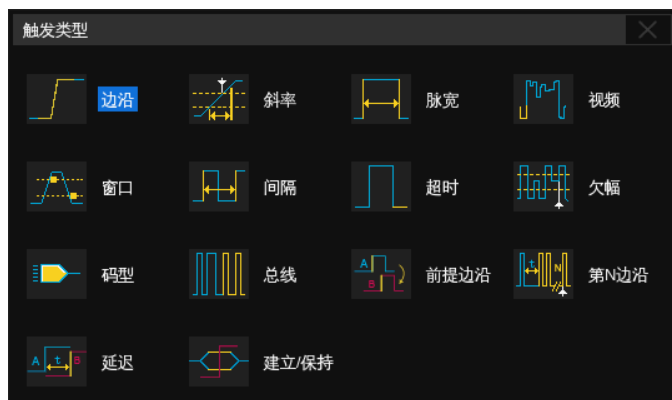 触发类型
边沿 斜率 脉宽 视频
窗口 间隔 超时 欠幅
码型 总线 A B 前提边沿 t N 第N边沿
A t B 延迟 建立/保持